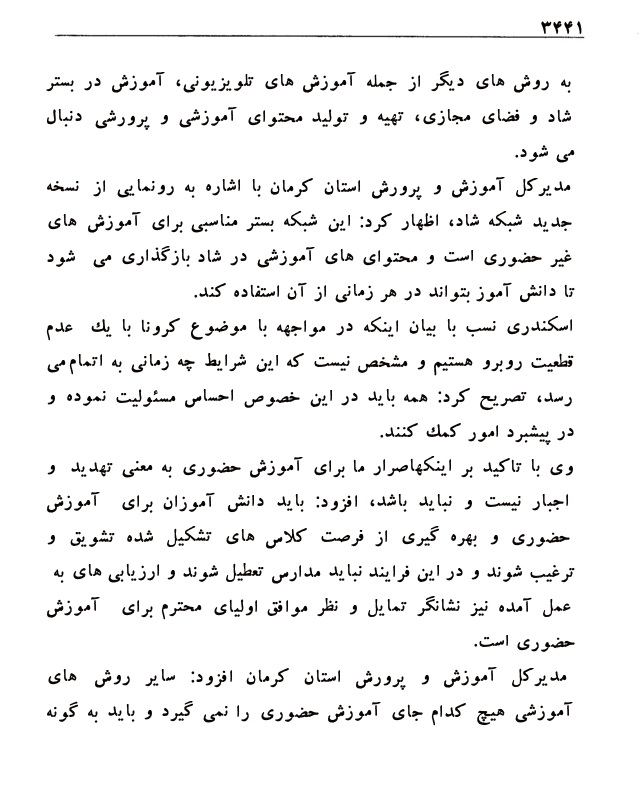 ۳۴۴۱
به روش های دیگر از جمله آموزش های تلویزیونی، آموزش در بستر
شاد و فضای مجازی، تهیه و تولید محتوای آموزشی و پرورشی دنبال
می شود.
مدیرکل آموزش و پرورش استان کرمان با اشاره به رونمایی از نسخه
جدید شبکه شاد، اظهار کرد: این شبکه بستر مناسبی برای آموزش های
غیر حضوری است و محتوای های آموزشی در شاد بازگذاری می شود
تا دانش آموز بتواند در هر زمانی از آن استفاده کند.
اسکندری نسب با بیان اینکه در مواجهه با موضوع کرونا با یك عدم
قطعیت روبرو هستیم و مشخص نیست که این شرایط چه زمانی به اتمام می
رسد، تصریح کرد: همه باید در این خصوص احساس مسئولیت نموده و
در پیشبرد امور کمك کنند.
وی با تاکید بر اینکهاصرار ما برای آموزش حضوری به معنی تهدید و
اجبار نیست و نباید باشد، افزود: باید دانش آموزان برای آموزش
حضوری و بهره گیری از فرصت کلاس های تشکیل شده تشویق و
ترغیب شوند و در این فرایند نباید مدارس تعطیل شوند و ارزیابی های به
عمل آمده نیز نشانگر تمایل و نظر موافق اولیای محترم برای آموزش
حضوری است.
مدیرکل آموزش و پرورش استان کرمان افزود: سایر روش های
آموزشی هیچ کدام جای آموزش حضوری را نمی گیرد و باید به گونه